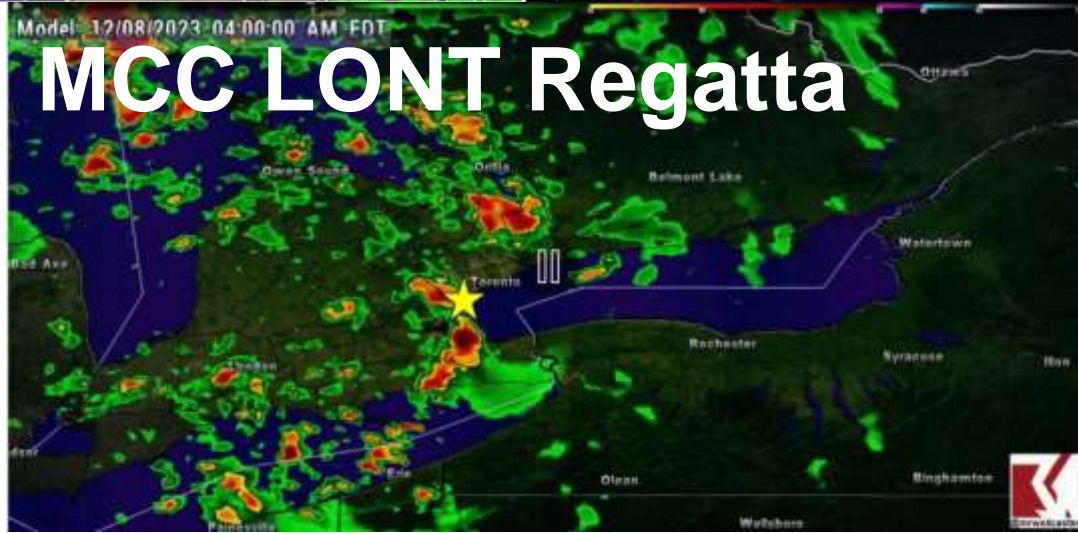 Model: 12/08/2023 04:00:00 AM EDT
MCC LONT Regatta
Ottawa
Owen Sound
Orillia
Belmont Lake
Watertown
Bad Axe
Toronto
Rochester
Syracuse
London
Erie
Olean
Binghamton
Painesville
Wellsboro